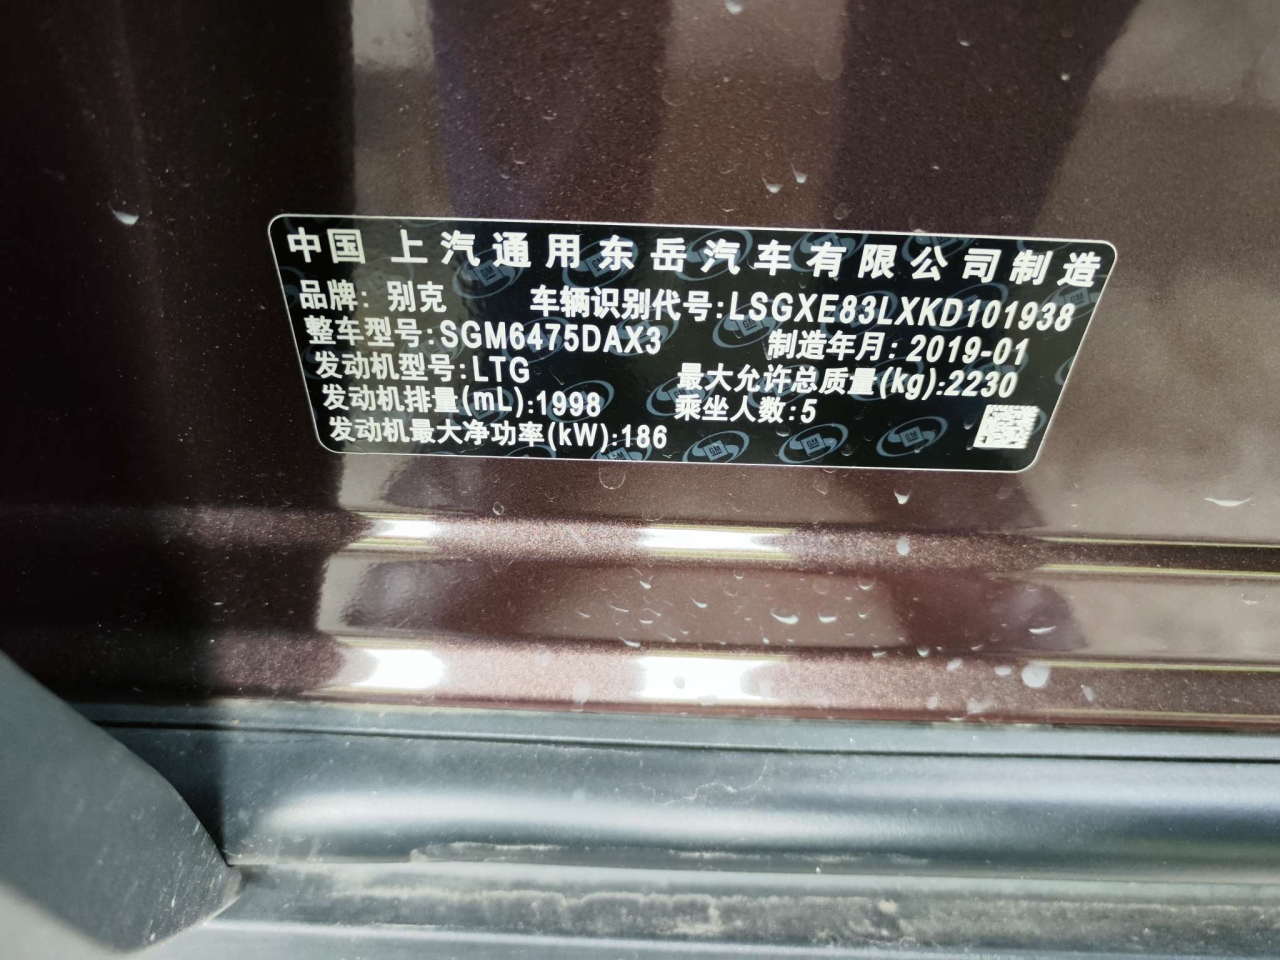 中国 上汽通用东岳汽车有限公司制造
品牌: 别克 车辆识别代号:LSGXE83LXKD101938
整车型号:SGM6475DAX3 制造年月: 2019-01
发动机型号:LTG 最大允许总质量(kg):2230
发动机排量(mL):1998 乘坐人数:5
发动机最大净功率(kW):186